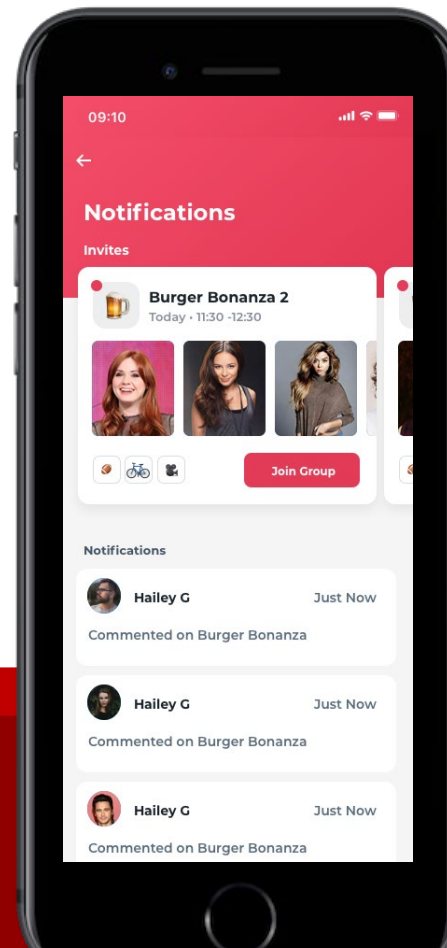 09:10
Notifications
Invites
Burger Bonanza 2
Today • 11:30 -12:30
Join Group
Notifications
Hailey G Just Now
Commented on Burger Bonanza
Hailey G Just Now
Commented on Burger Bonanza
Hailey G Just Now
Commented on Burger Bonanza